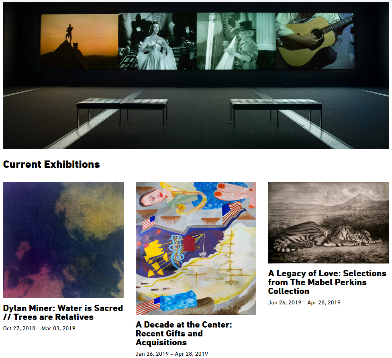 Current Exhibitions
Dylan Miner: Water is Sacred
// Trees are Relatives
Oct 27, 2018 – Mar 03, 2019
A Decade at the Center:
Recent Gifts and
Acquisitions
Jan 26, 2019 – Apr 28, 2019
A Legacy of Love: Selections
from The Mabel Perkins
Collection
Jan 26, 2019 – Apr 28, 2019